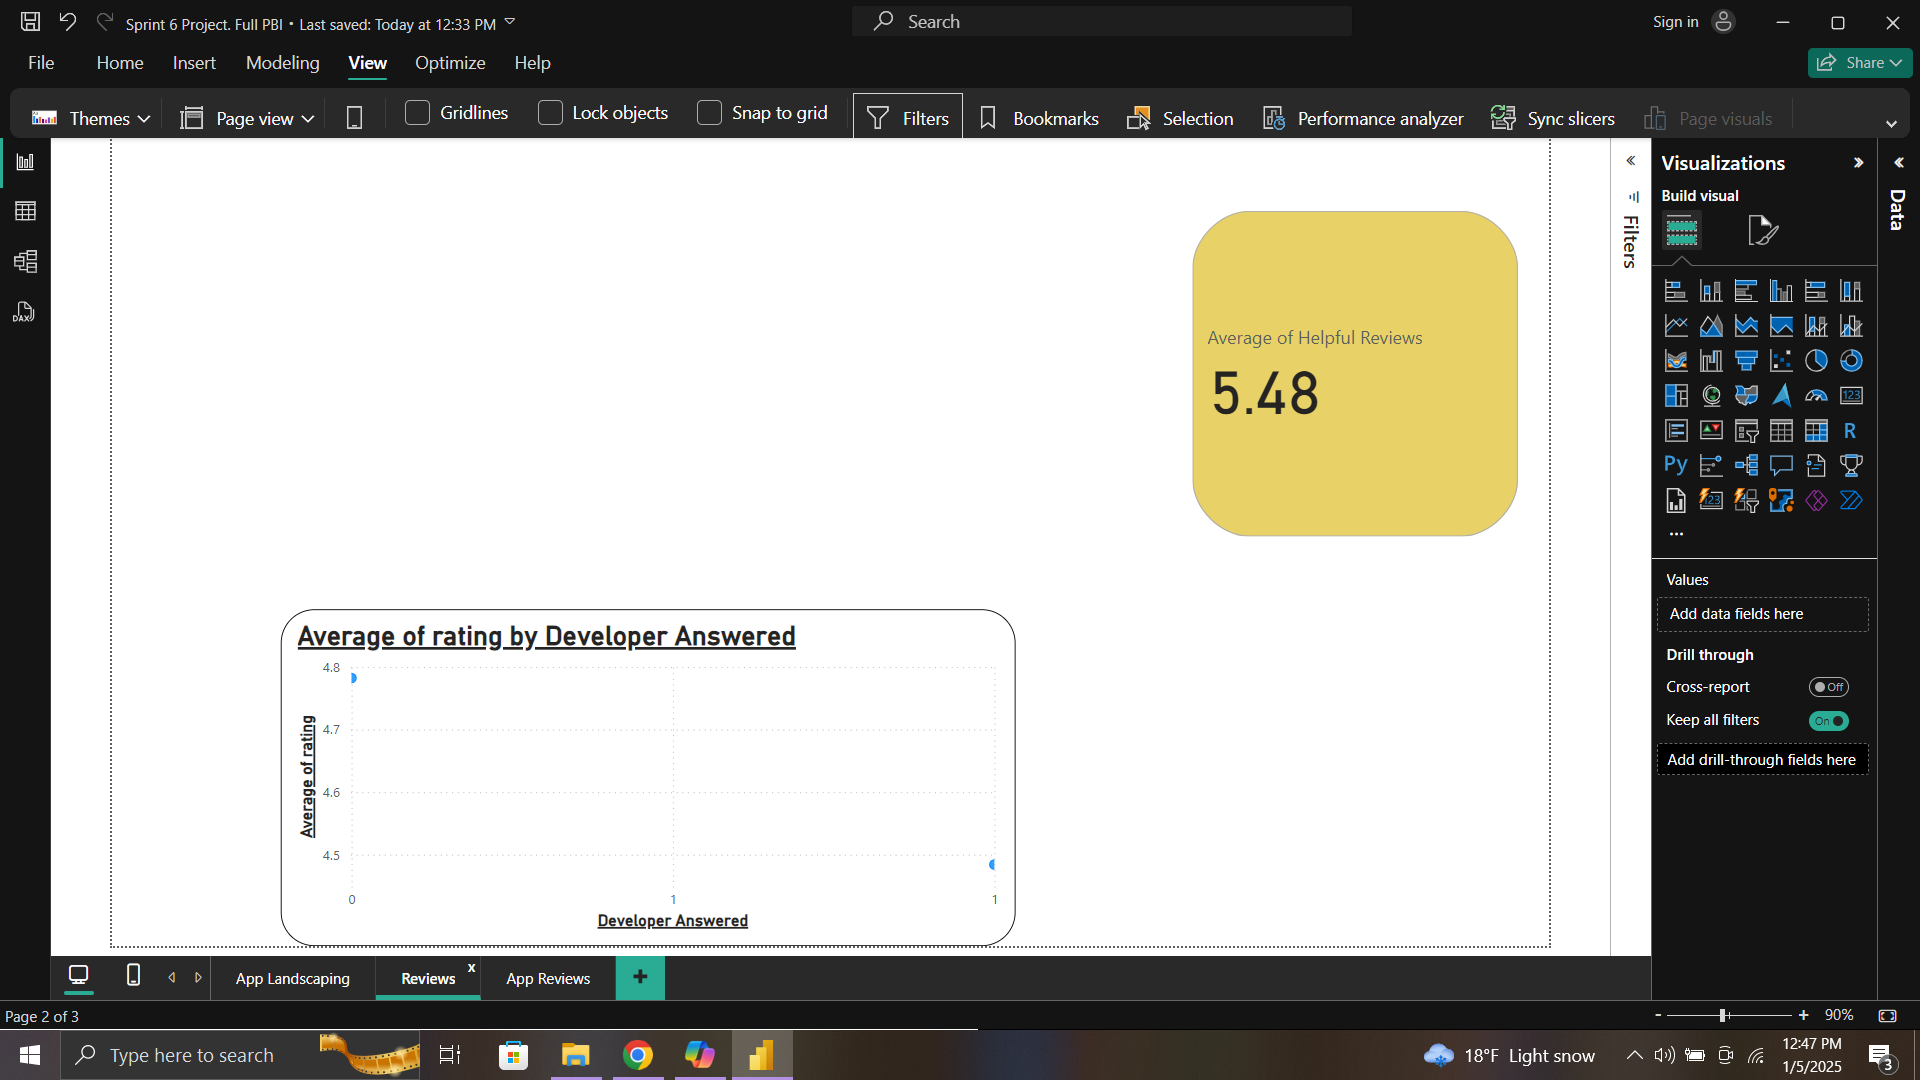 Sprint 6 Project. Full PBI • Last saved: Today at 12:33 PM
Search
Sign in
File
Home
Insert
Modeling
View
Optimize
Help
Share
Themes
Page view
Gridlines
Lock objects
Snap to grid
Filters
Bookmarks
Selection
Performance analyzer
Sync slicers
Page visuals
DAX
Average of Helpful Reviews
5.48
Average of rating by Developer Answered
4.8
4.7
4.6
4.5
Average of rating
0
1
1
Developer Answered
Filters
Visualizations
Build visual
123
R
Py
123
Values
Add data fields here
Drill through
Cross-report
Off
Keep all filters
On
Add drill-through fields here
Data
App Landscaping
Reviews
x
App Reviews
+
Page 2 of 3
- + 90%
Type here to search
18°F Light snow
12:47 PM
1/5/2025
3